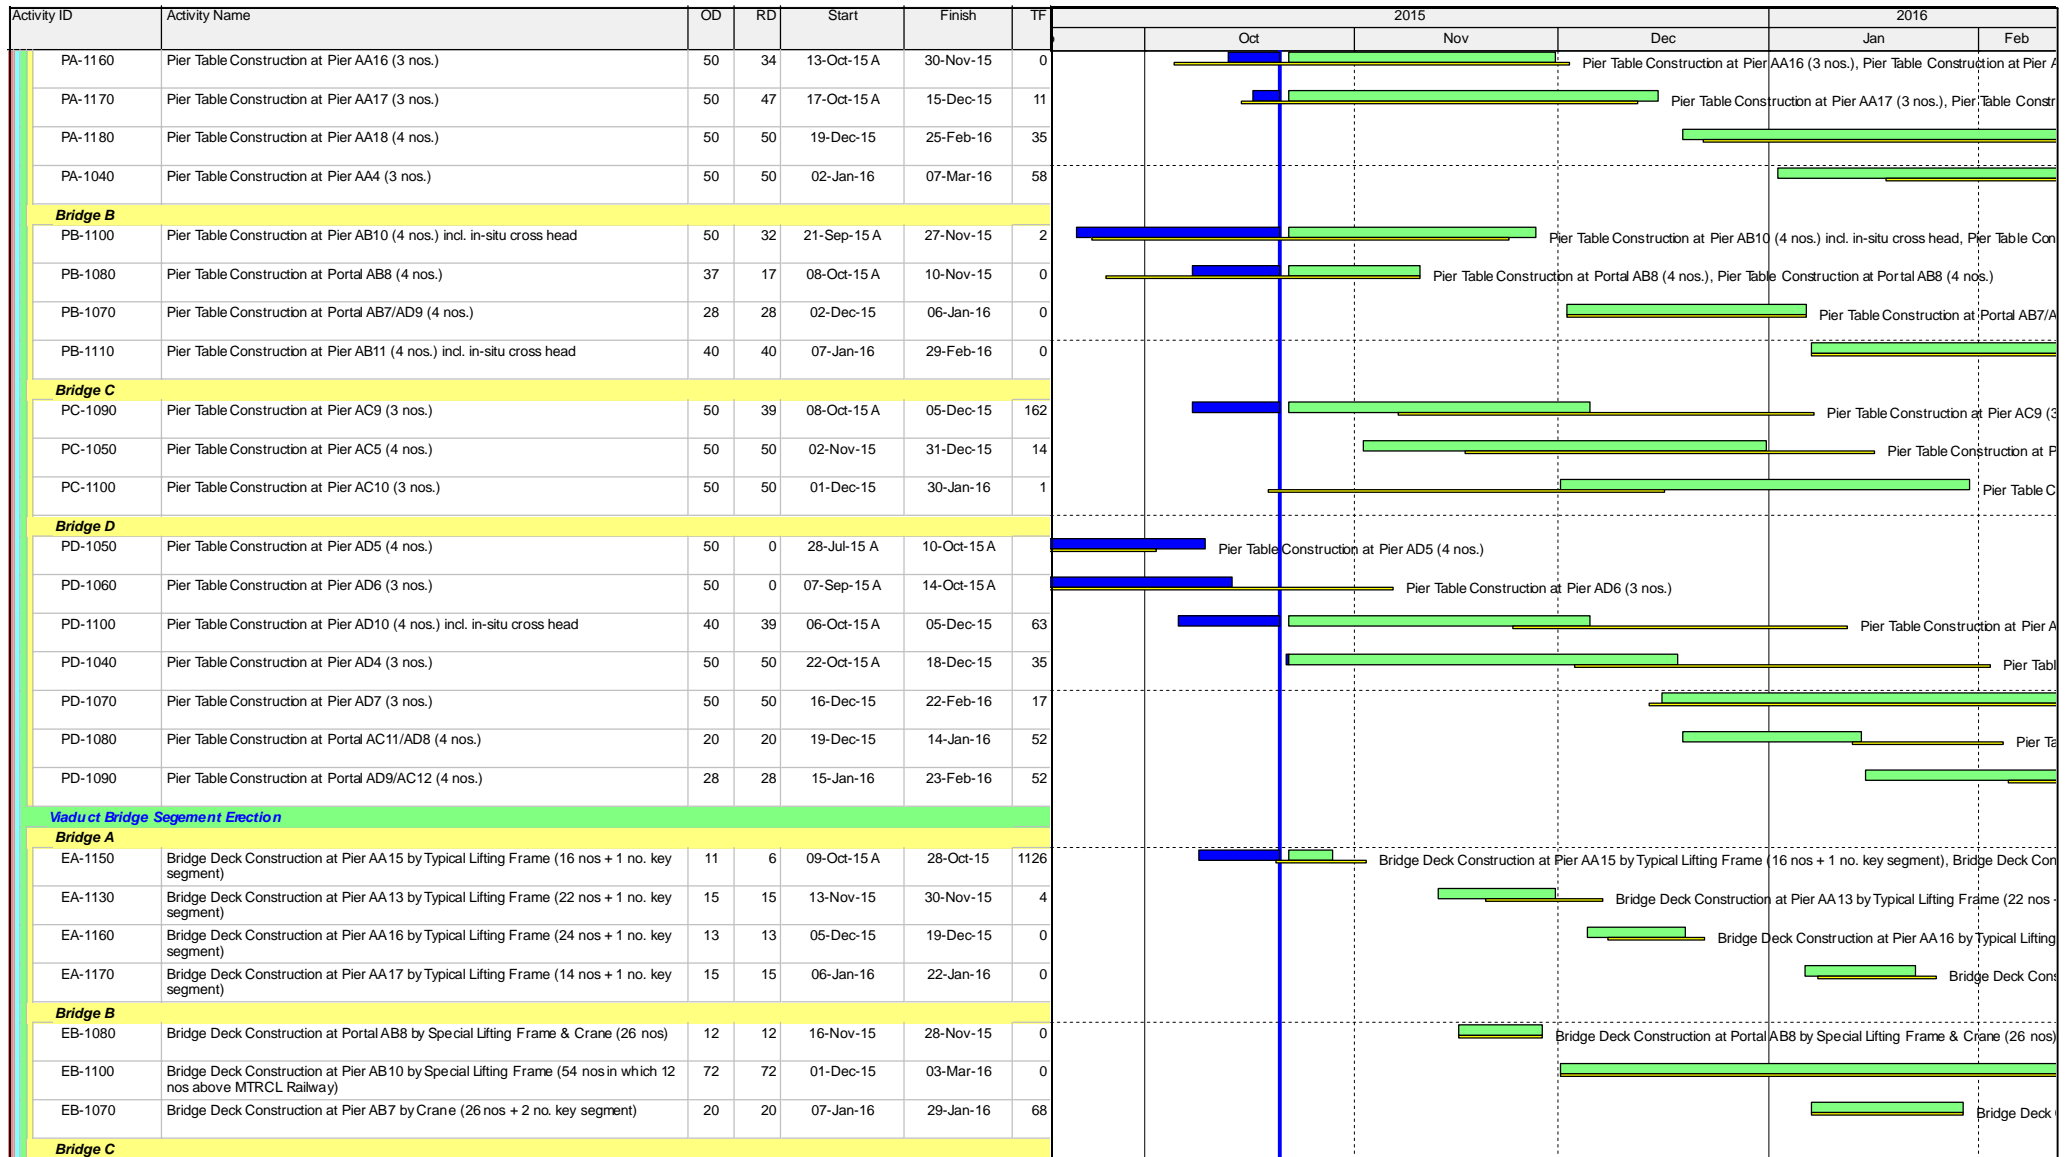 Activity ID Activity Name OD RD Start Finish TF 2015 2016
Oct Nov Dec Jan Feb
PA-1160 Pier Table Construction at Pier AA16 (3 nos.) 50 34 13-Oct-15 A 30-Nov-15 0 Pier Table Construction at Pier AA16 (3 nos.), Pier Table Construction at Pier
PA-1170 Pier Table Construction at Pier AA17 (3 nos.) 50 47 17-Oct-15 A 15-Dec-15 11 Pier Table Construction at Pier AA17 (3 nos.), Pier Table Constr
PA-1180 Pier Table Construction at Pier AA18 (4 nos.) 50 50 19-Dec-15 25-Feb-16 35
PA-1040 Pier Table Construction at Pier AA4 (3 nos.) 50 50 02-Jan-16 07-Mar-16 58
Bridge B
PB-1100 Pier Table Construction at Pier AB10 (4 nos.) incl. in-situ cross head 50 32 21-Sep-15 A 27-Nov-15 2 Pier Table Construction at Pier AB10 (4 nos.) incl. in-situ cross head, Pier Table Con
PB-1080 Pier Table Construction at Portal AB8 (4 nos.) 37 17 08-Oct-15 A 10-Nov-15 0 Pier Table Construction at Portal AB8 (4 nos.), Pier Table Construction at Portal AB8 (4 nos.)
PB-1070 Pier Table Construction at Portal AB7/AD9 (4 nos.) 28 28 02-Dec-15 06-Jan-16 0 Pier Table Construction at Portal AB7/A
PB-1110 Pier Table Construction at Pier AB11 (4 nos.) incl. in-situ cross head 40 40 07-Jan-16 29-Feb-16 0
Bridge C
PC-1090 Pier Table Construction at Pier AC9 (3 nos.) 50 39 08-Oct-15 A 05-Dec-15 162 Pier Table Construction at Pier AC9 (3
PC-1050 Pier Table Construction at Pier AC5 (4 nos.) 50 50 02-Nov-15 31-Dec-15 14 Pier Table Construction at P
PC-1100 Pier Table Construction at Pier AC10 (3 nos.) 50 50 01-Dec-15 30-Jan-16 1 Pier Table C
Bridge D
PD-1050 Pier Table Construction at Pier AD5 (4 nos.) 50 0 28-Jul-15 A 10-Oct-15 A Pier Table Construction at Pier AD5 (4 nos.)
PD-1060 Pier Table Construction at Pier AD6 (3 nos.) 50 0 07-Sep-15 A 14-Oct-15 A Pier Table Construction at Pier AD6 (3 nos.)
PD-1100 Pier Table Construction at Pier AD10 (4 nos.) incl. in-situ cross head 40 39 06-Oct-15 A 05-Dec-15 63 Pier Table Construction at Pier A
PD-1040 Pier Table Construction at Pier AD4 (3 nos.) 50 50 22-Oct-15 A 18-Dec-15 35 Pier Tabl
PD-1070 Pier Table Construction at Pier AD7 (3 nos.) 50 50 16-Dec-15 22-Feb-16 17
PD-1080 Pier Table Construction at Portal AC11/AD8 (4 nos.) 20 20 19-Dec-15 14-Jan-16 52 Pier Ta
PD-1090 Pier Table Construction at Portal AD9/AC12 (4 nos.) 28 28 15-Jan-16 23-Feb-16 52
Viaduct Bridge Segement Erection
Bridge A
EA-1150 Bridge Deck Construction at Pier AA15 by Typical Lifting Frame (16 nos + 1 no. key 11 6 09-Oct-15 A 28-Oct-15 1126 Bridge Deck Construction at Pier AA15 by Typical Lifting Frame (16 nos + 1 no. key segment), Bridge Deck Con
segment)
EA-1130 Bridge Deck Construction at Pier AA13 by Typical Lifting Frame (22 nos + 1 no. key 15 15 13-Nov-15 30-Nov-15 4 Bridge Deck Construction at Pier AA13 by Typical Lifting Frame (22 nos
segment)
EA-1160 Bridge Deck Construction at Pier AA16 by Typical Lifting Frame (24 nos + 1 no. key 13 13 05-Dec-15 19-Dec-15 0 Bridge Deck Construction at Pier AA16 by Typical Lifting
segment)
EA-1170 Bridge Deck Construction at Pier AA17 by Typical Lifting Frame (14 nos + 1 no. key 15 15 06-Jan-16 22-Jan-16 0 Bridge Deck Cons
segment)
Bridge B
EB-1080 Bridge Deck Construction at Portal AB8 by Special Lifting Frame & Crane (26 nos) 12 12 16-Nov-15 28-Nov-15 0 Bridge Deck Construction at Portal AB8 by Special Lifting Frame & Crane (26 nos)
EB-1100 Bridge Deck Construction at Pier AB10 by Special Lifting Frame (54 nos in which 12 72 72 01-Dec-15 03-Mar-16 0
nos above MTRCL Railway)
EB-1070 Bridge Deck Construction at Pier AB7 by Crane (26 nos + 2 no. key segment) 20 20 07-Jan-16 29-Jan-16 68 Bridge Deck
Bridge C